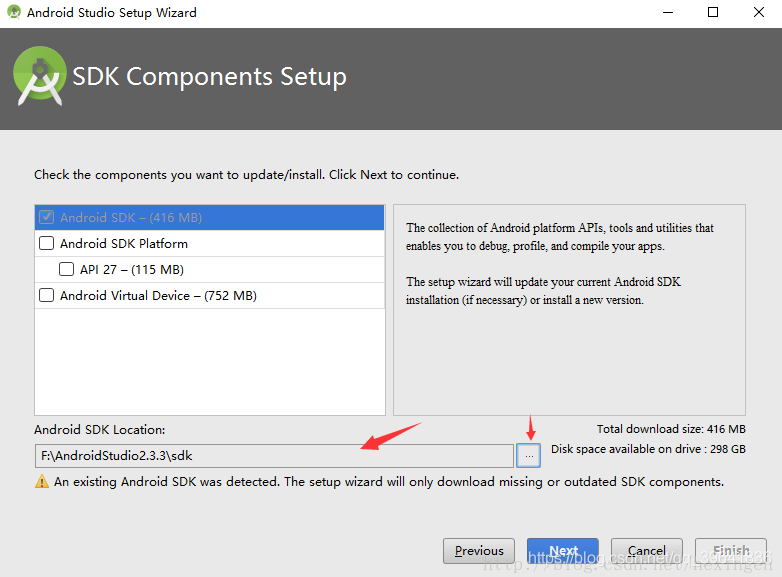 Android Studio Setup Wizard
SDK Components Setup
Check the components you want to update/install. Click Next to continue.
Android SDK – (416 MB)
Android SDK Platform
API 27 – (115 MB)
Android Virtual Device – (752 MB)
The collection of Android platform APIs, tools and utilities that
enables you to debug, profile, and compile your apps.
The setup wizard will update your current Android SDK
installation (if necessary) or install a new version.
Android SDK Location:
F:\AndroidStudio2.3.3\sdk
...
Total download size: 416 MB
Disk space available on drive : 298 GB
An existing Android SDK was detected. The setup wizard will only download missing or outdated SDK components.
Previous
Next
Cancel
Finish